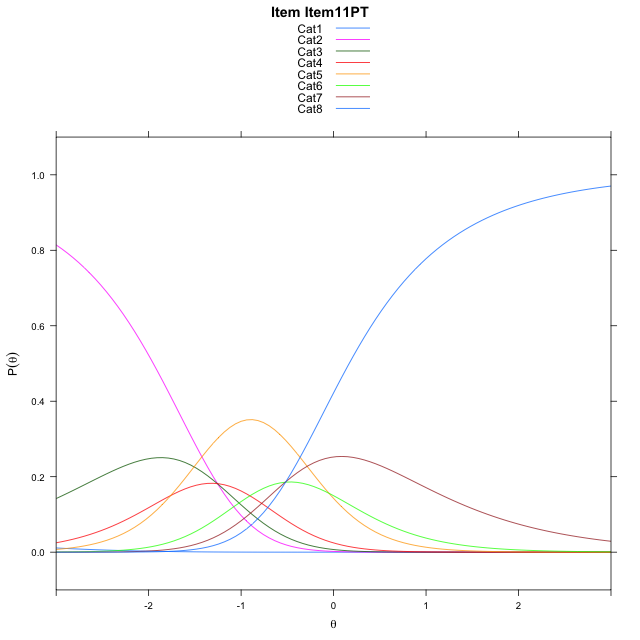 Item Item11PT
Cat1
Cat2
Cat3
Cat4
Cat5
Cat6
Cat7
Cat8
1.0
0.8
0.6
0.4
0.2
0.0
P(θ)
-2
-1
0
1
2
θ